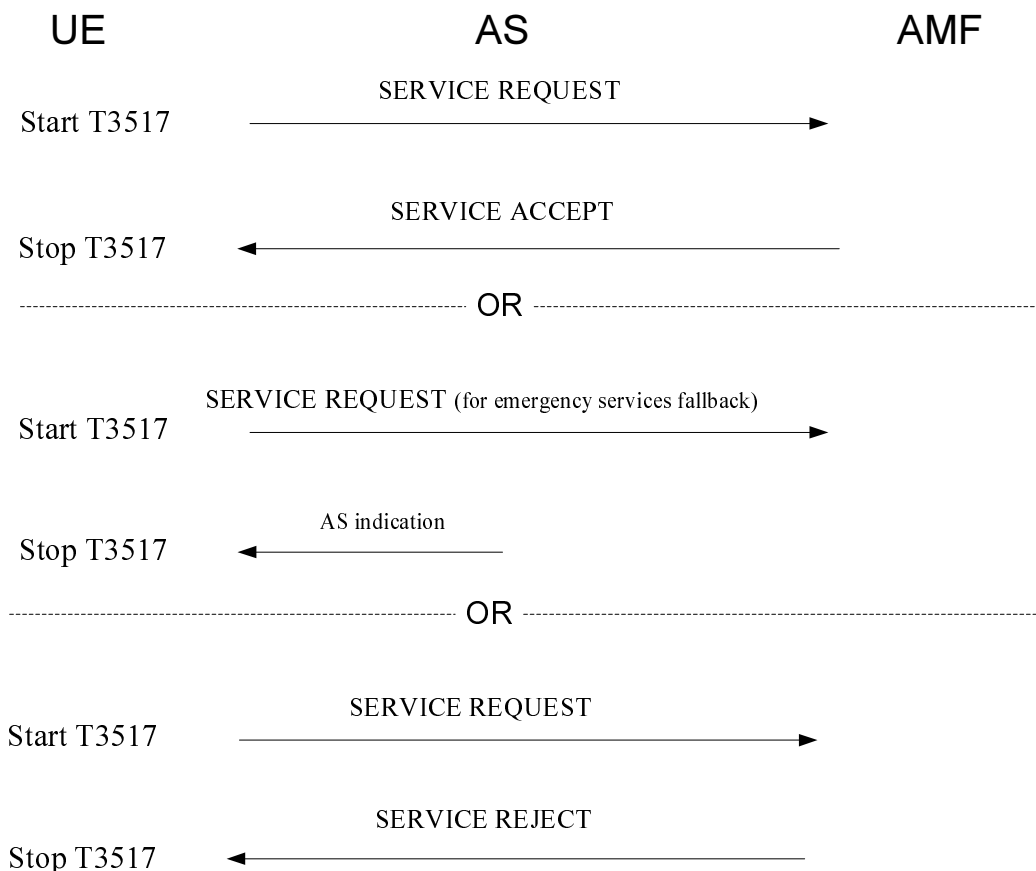 UE AS AMF
SERVICE REQUEST
Start T3517
SERVICE ACCEPT
Stop T3517
OR
SERVICE REQUEST (for emergency services fallback)
Start T3517
AS indication
Stop T3517
OR
SERVICE REQUEST
Start T3517
SERVICE REJECT
Stop T3517